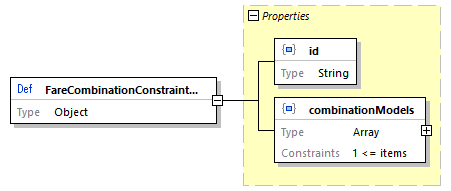 Properties
id
Type String
Def FareCombinationConstraint...
Type Object
combinationModels
Type Array
Constraints 1 <= items